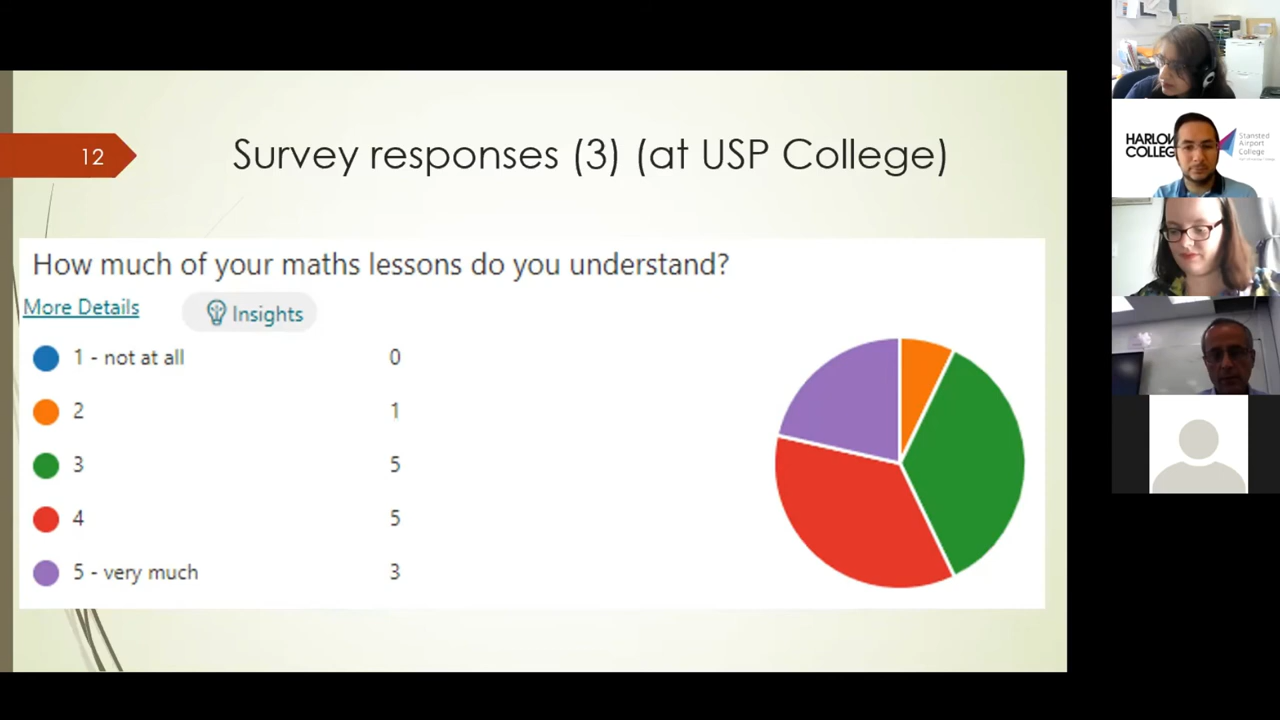 12
Survey responses (3) (at USP College)
How much of your maths lessons do you understand?
More Details
Insights
1 - not at all 0
2 1
3 5
4 5
5 - very much 3
HARLOW
COLLEGE
Stansted
Airport
College